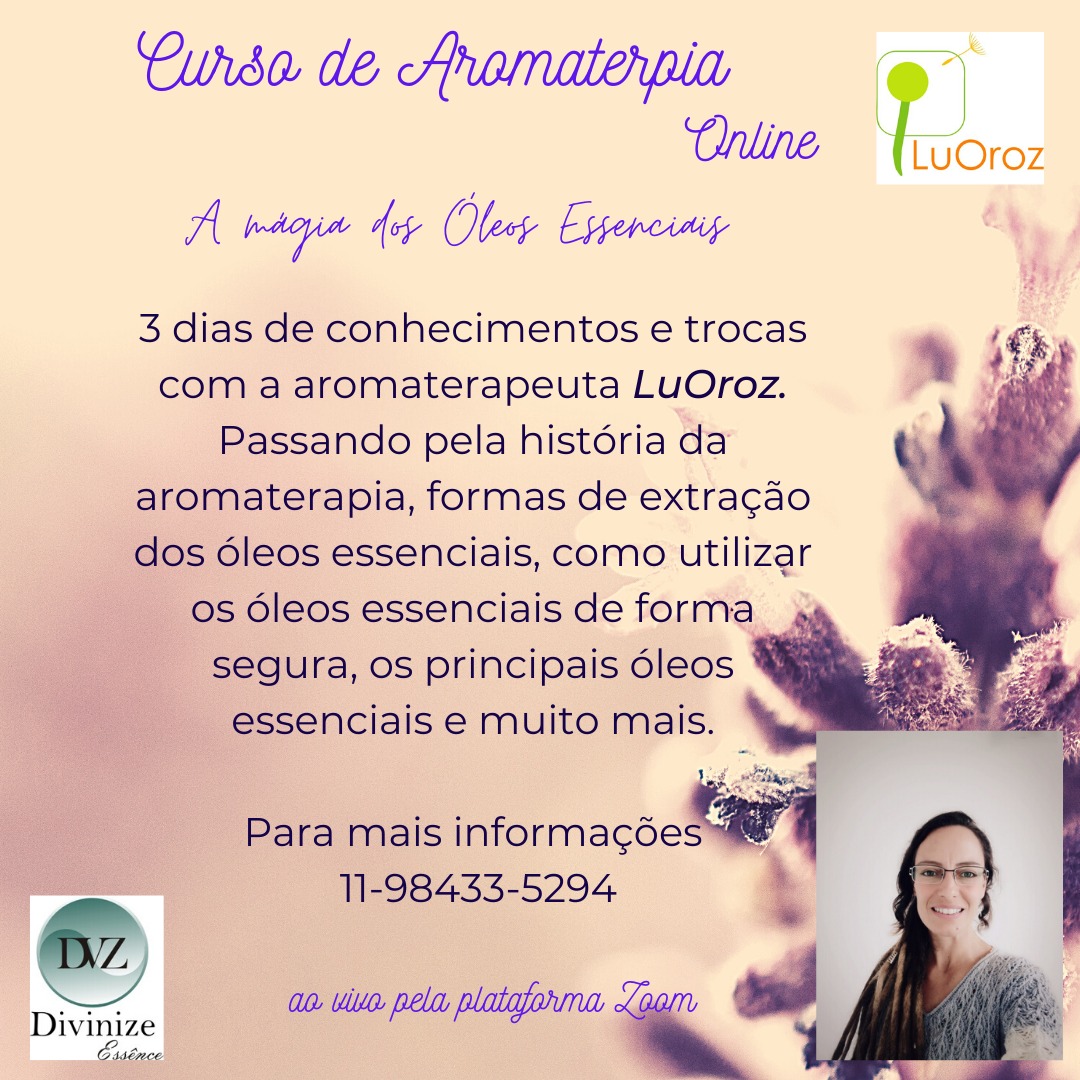 Curso de Aromaterpia
Online
LuOroz
A mágia dos Óleos Essenciais
3 dias de conhecimentos e trocas
com a aromaterapeuta LuOroz.
Passando pela história da
aromaterapia, formas de extração
dos óleos essenciais, como utilizar
os óleos essenciais de forma
segura, os principais óleos
essenciais e muito mais.
Para mais informações
11-98433-5294
DVZ
Divinize
Essênce
ao vivo pela plataforma Zoom